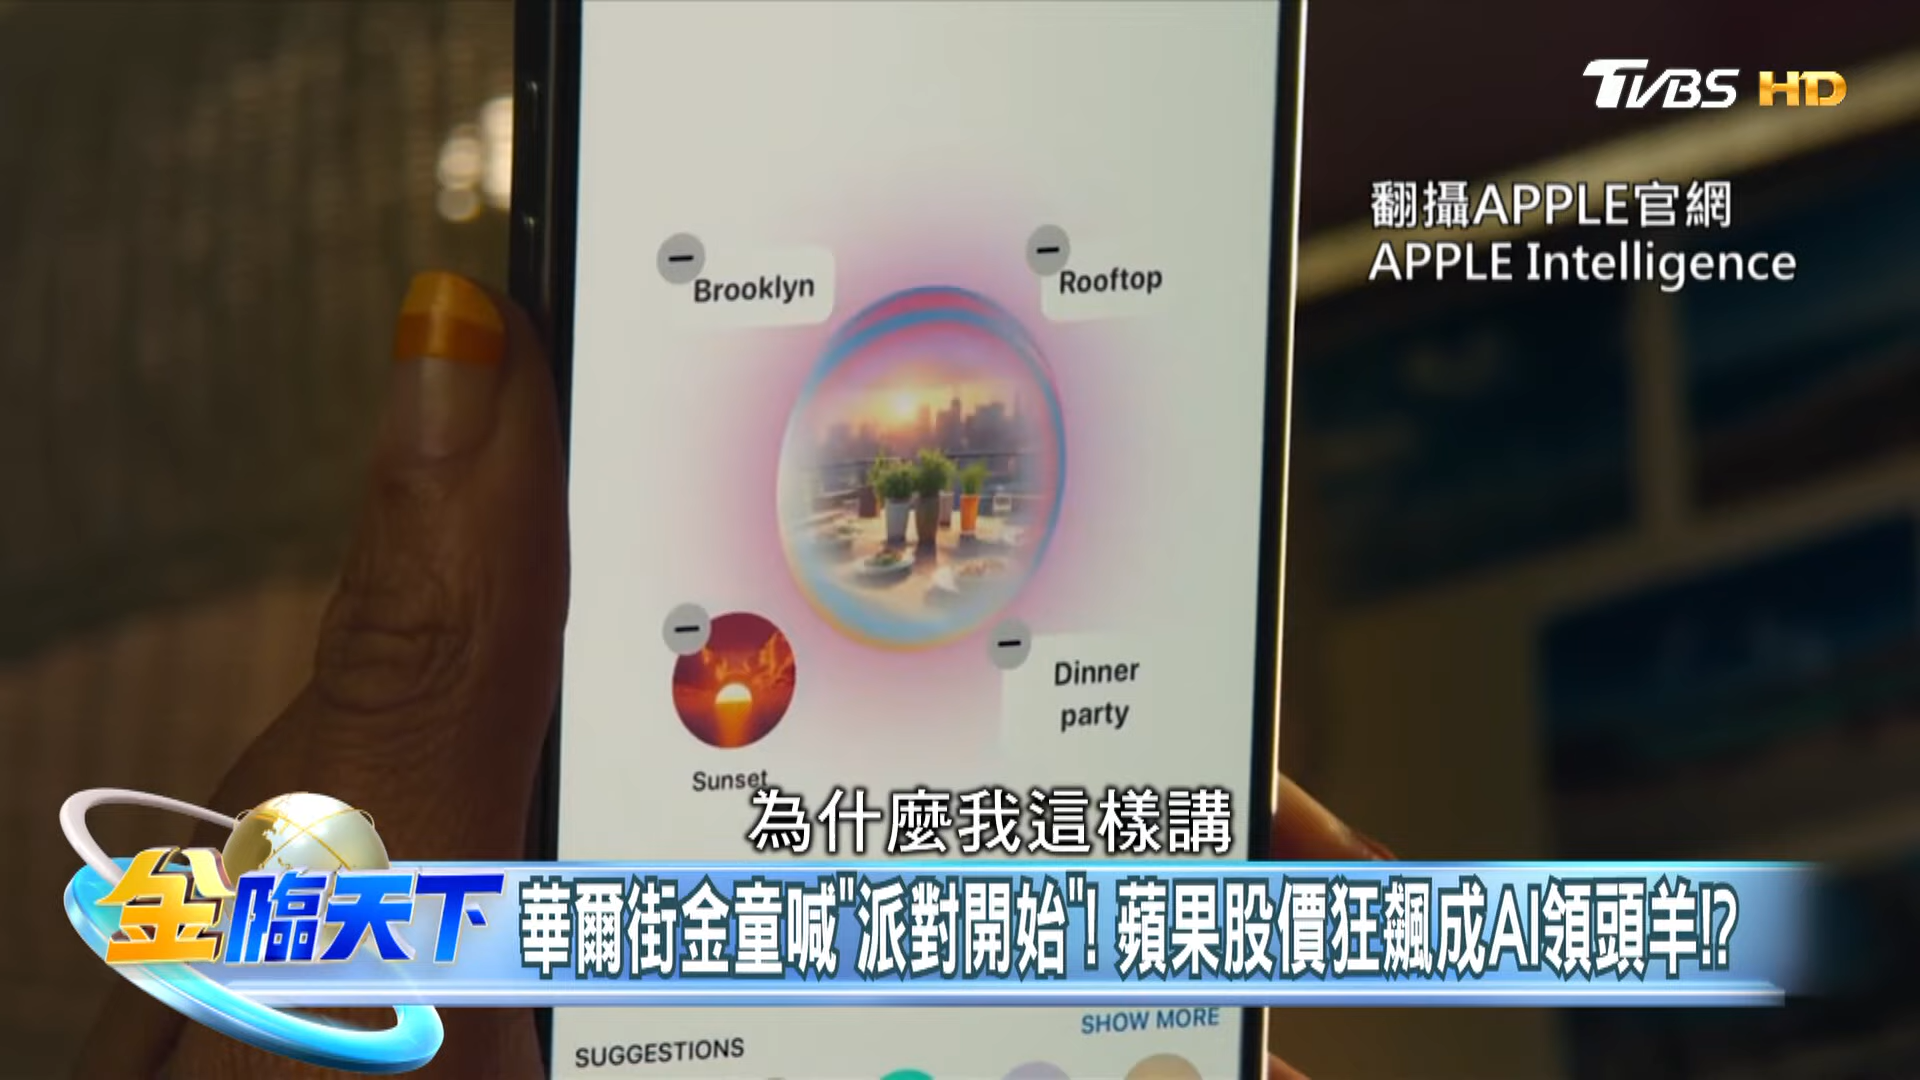 TVBS HD
翻攝APPLE官網
APPLE Intelligence
Brooklyn
Rooftop
Dinner
party
Sunset
為什麼我這樣講
金臨天下
華爾街金童喊"派對開始"! 蘋果股價狂飆成AI領頭羊!?
SHOW MORE
SUGGESTIONS